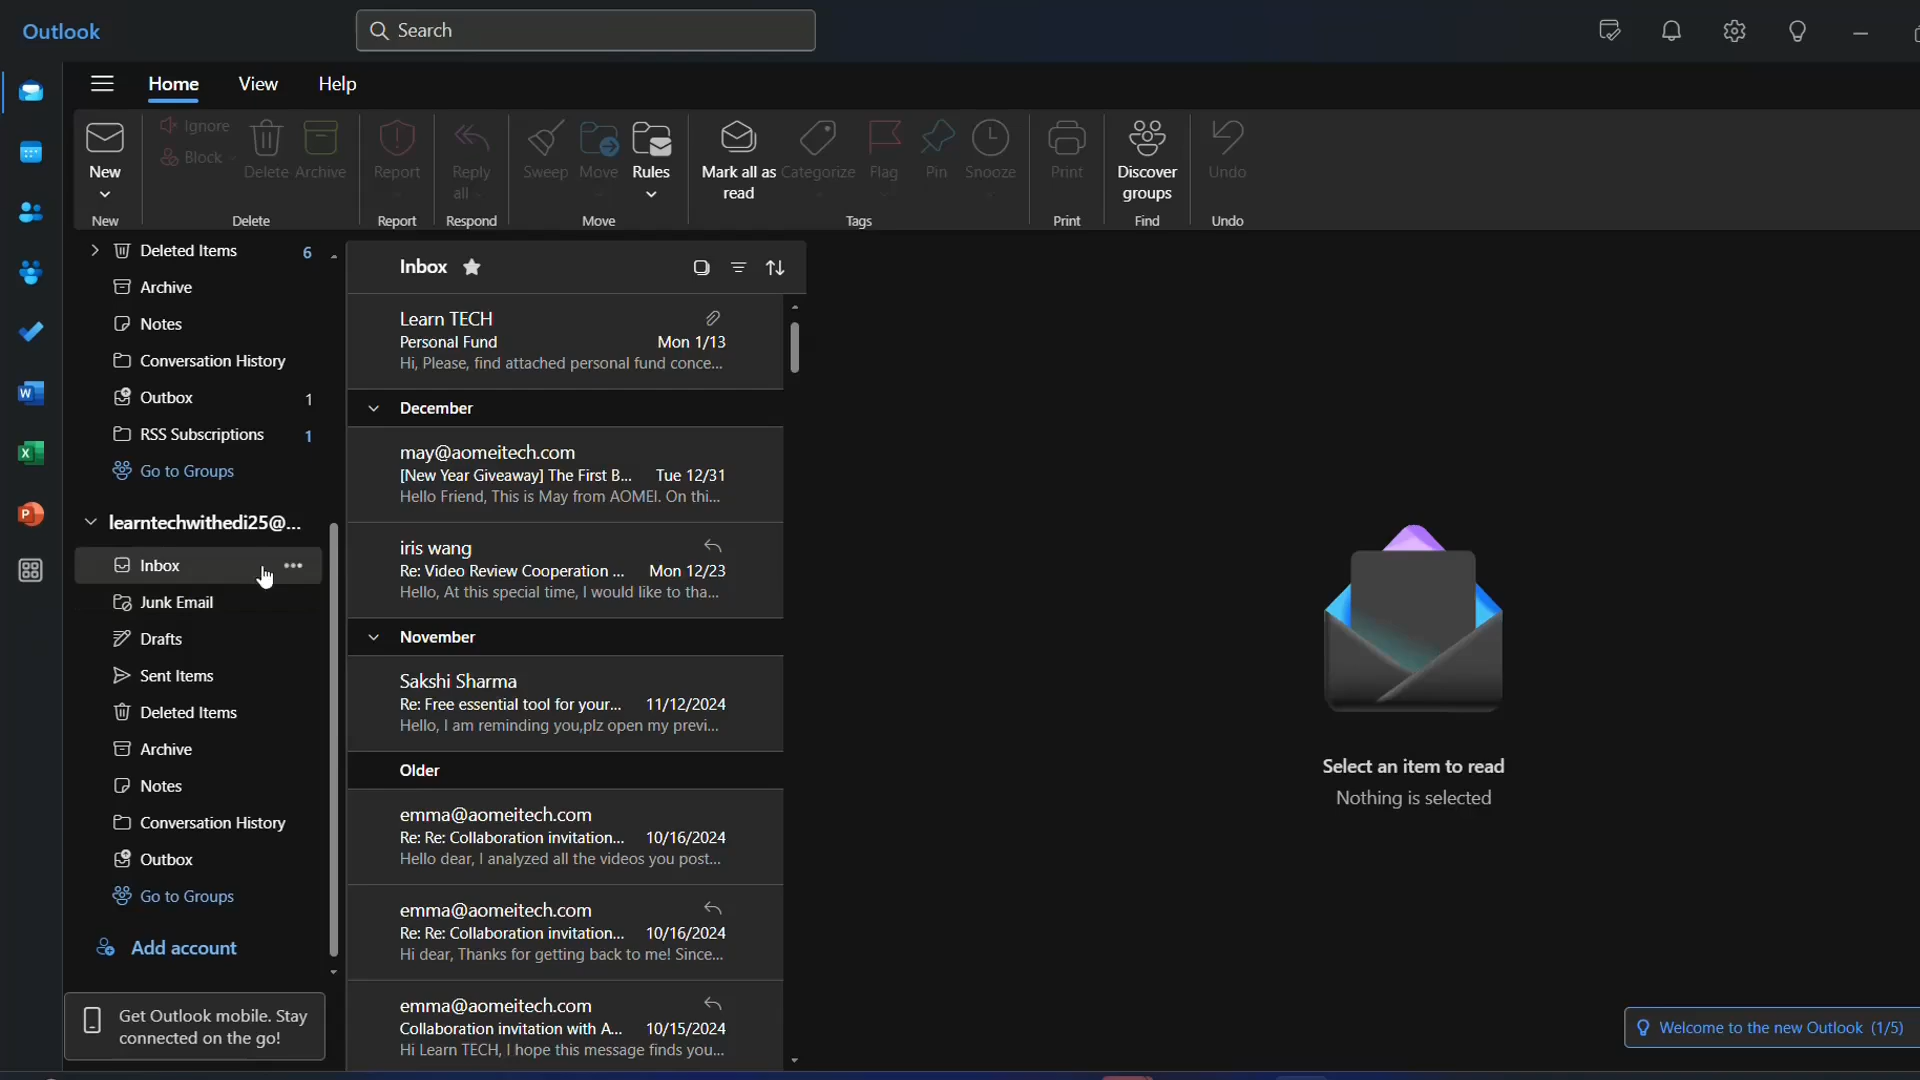 Outlook
Search
Home View Help
New
New
Ignore
Block
Delete
Archive
Delete
Report
Report
Reply all
Respond
Sweep
Move
Rules
Move
Mark all as read
Categorize
Flag
Pin
Snooze
Tags
Print
Print
Discover groups
Find
Undo
Undo
Deleted Items 6
Archive
Notes
Conversation History
Outbox 1
RSS Subscriptions 1
Go to Groups
learntechwithedi25@...
Inbox
Junk Email
Drafts
Sent Items
Deleted Items
Archive
Notes
Conversation History
Outbox
Go to Groups
Add account
Get Outlook mobile. Stay
connected on the go!
Inbox
Learn TECH
Personal Fund Mon 1/13
Hi, Please, find attached personal fund conce...
December
may@aomeitech.com
[New Year Giveaway] The First B... Tue 12/31
Hello Friend, This is May from AOMEI. On thi...
iris wang
Re: Video Review Cooperation ... Mon 12/23
Hello, At this special time, I would like to tha...
November
Sakshi Sharma
Re: Free essential tool for your... 11/12/2024
Hello, I am reminding you,plz open my previ...
Older
emma@aomeitech.com
Re: Re: Collaboration invitation... 10/16/2024
Hello dear, I analyzed all the videos you post...
emma@aomeitech.com
Re: Re: Collaboration invitation... 10/16/2024
Hi dear, Thanks for getting back to me! Since...
emma@aomeitech.com
Collaboration invitation with A... 10/15/2024
Hi Learn TECH, I hope this message finds you...
Select an item to read
Nothing is selected
Welcome to the new Outlook (1/5)